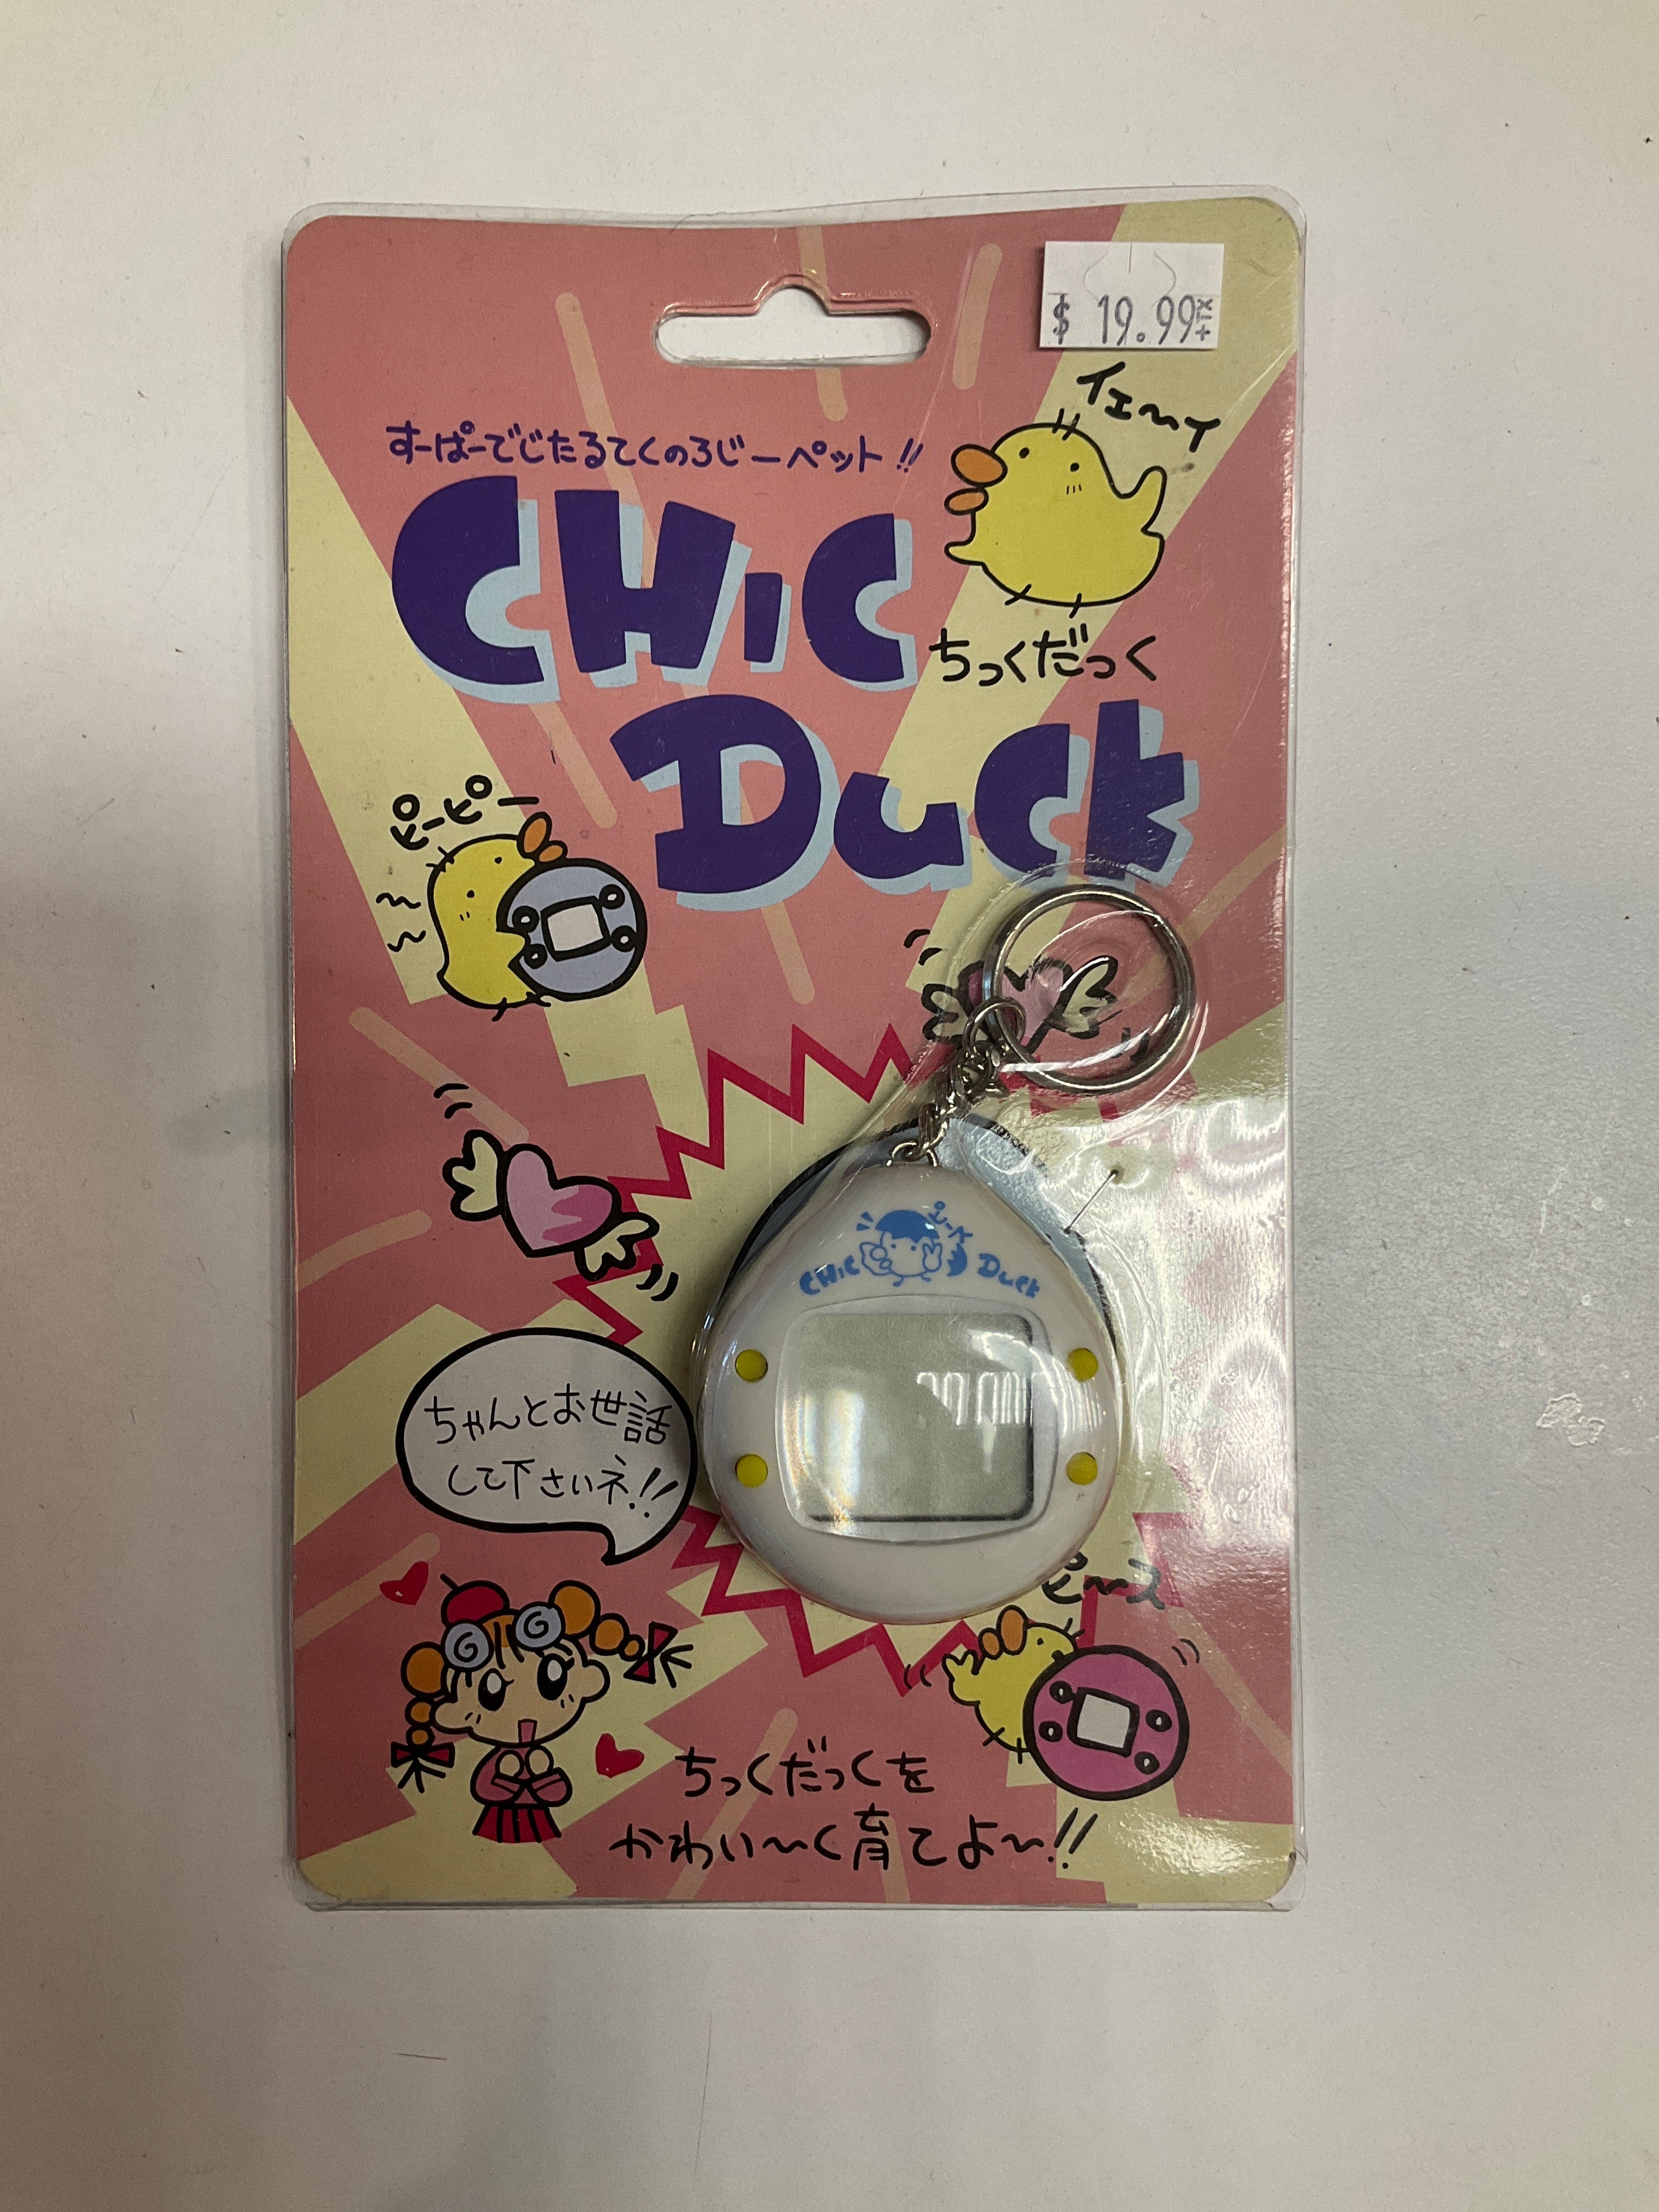 $ 19.99
イエ〜イ
すーぱーでじたるてくのろじーペット!!
CHIC
ちっくだっく
DUCK
ピーピー
CHIC DUCK
ちゃんとお世話
して下さいネ!!
ピース
ちっくだっくを
かわい〜く育てよ〜!!